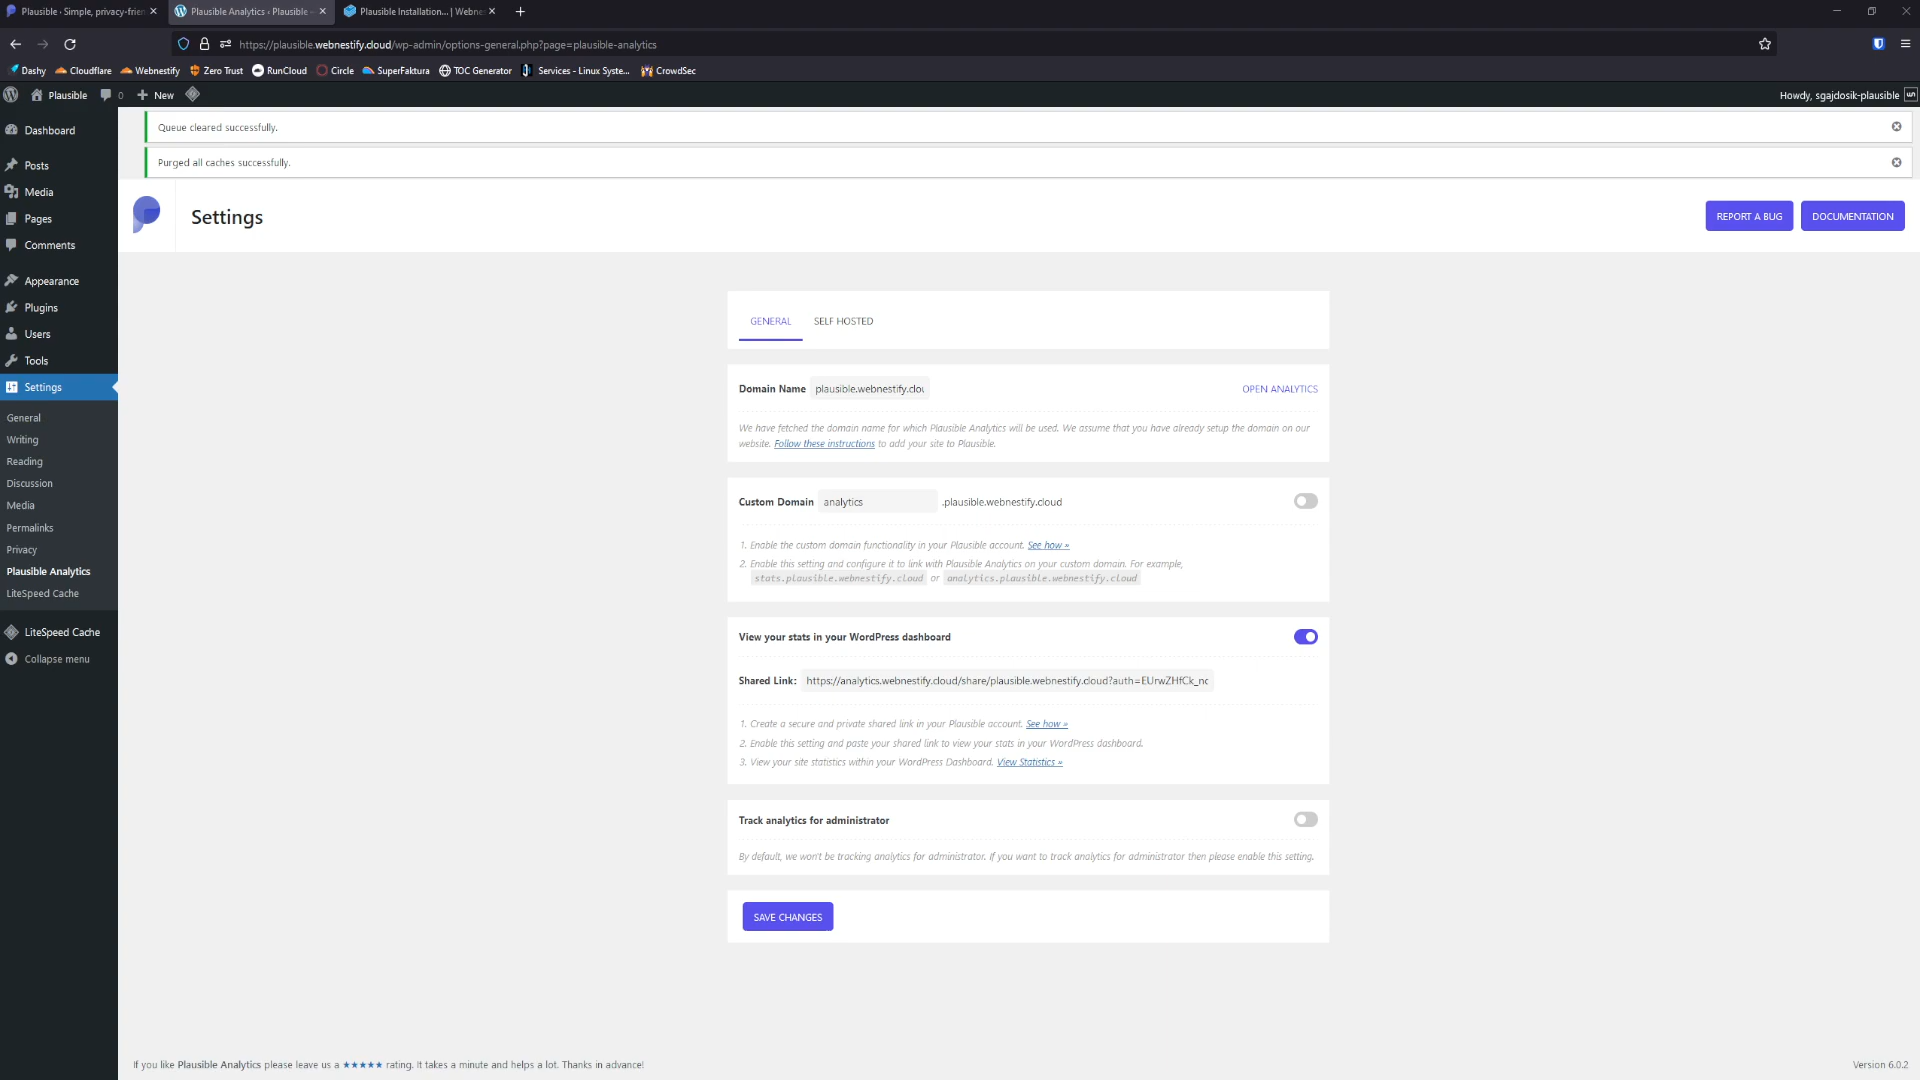 Plausible · Simple, privacy-frien
Plausible Analytics ‹ Plausible —
Plausible Installation... | Webnes
https://plausible.webnestify.cloud/wp-admin/options-general.php?page=plausible-analytics
Dashy
Cloudflare
Webnestify
Zero Trust
RunCloud
Circle
SuperFaktura
TOC Generator
Services - Linux Syste...
CrowdSec
Plausible
0
New
Howdy, sgajdosik-plausible
Dashboard
Posts
Media
Pages
Comments
Appearance
Plugins
Users
Tools
Settings
General
Writing
Reading
Discussion
Media
Permalinks
Privacy
Plausible Analytics
LiteSpeed Cache
LiteSpeed Cache
Collapse menu
Queue cleared successfully.
Purged all caches successfully.
Settings
REPORT A BUG
DOCUMENTATION
GENERAL
SELF HOSTED
Domain Name
plausible.webnestify.clou
OPEN ANALYTICS
We have fetched the domain name for which Plausible Analytics will be used. We assume that you have already setup the domain on our
website. Follow these instructions to add your site to Plausible.
Custom Domain
analytics
.plausible.webnestify.cloud
1. Enable the custom domain functionality in your Plausible account. See how »
2. Enable this setting and configure it to link with Plausible Analytics on your custom domain. For example,
stats.plausible.webnestify.cloud or analytics.plausible.webnestify.cloud
View your stats in your WordPress dashboard
Shared Link:
https://analytics.webnestify.cloud/share/plausible.webnestify.cloud?auth=EUrwZHfCk_nc
1. Create a secure and private shared link in your Plausible account. See how »
2. Enable this setting and paste your shared link to view your stats in your WordPress dashboard.
3. View your site statistics within your WordPress Dashboard. View Statistics »
Track analytics for administrator
By default, we won't be tracking analytics for administrator. If you want to track analytics for administrator then please enable this setting.
SAVE CHANGES
If you like Plausible Analytics please leave us a ★★★★★ rating. It takes a minute and helps a lot. Thanks in advance!
Version 6.0.2